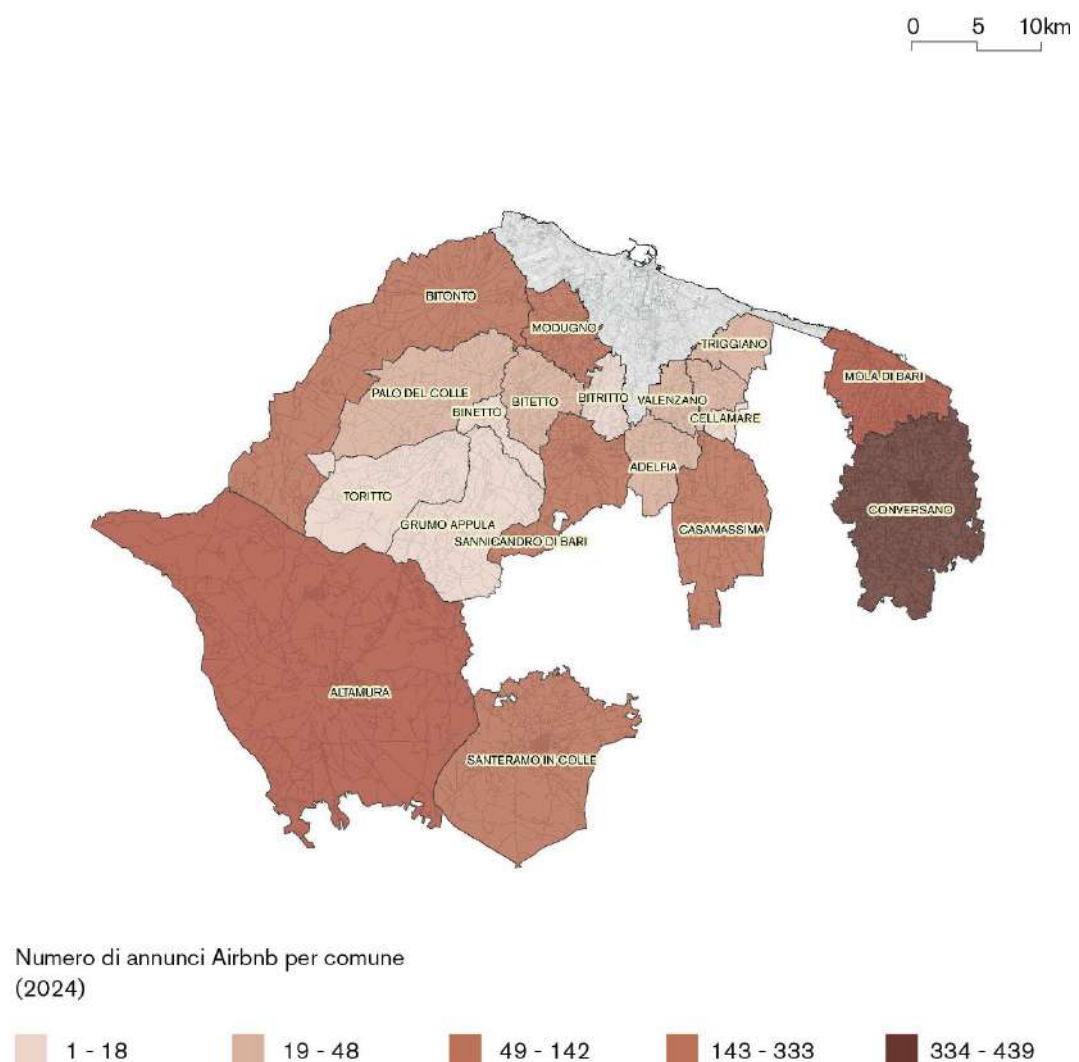 0 5 10km
BITONTO
MODUGNO
TRIGGIANO
MOLA DI BARI
PALO DEL COLLE
BITETTO
BITRITTO
VALENZANO
BINETTO
CELLAMARE
ADELFIA
TORITTO
CONVERSANO
GRUMO APPULA
CASAMASSIMA
SANNICANDRO DI BARI
ALTAMURA
SANTERAMO IN COLLE
Numero di annunci Airbnb per comune
(2024)
1 - 18 19 - 48 49 - 142 143 - 333 334 - 439